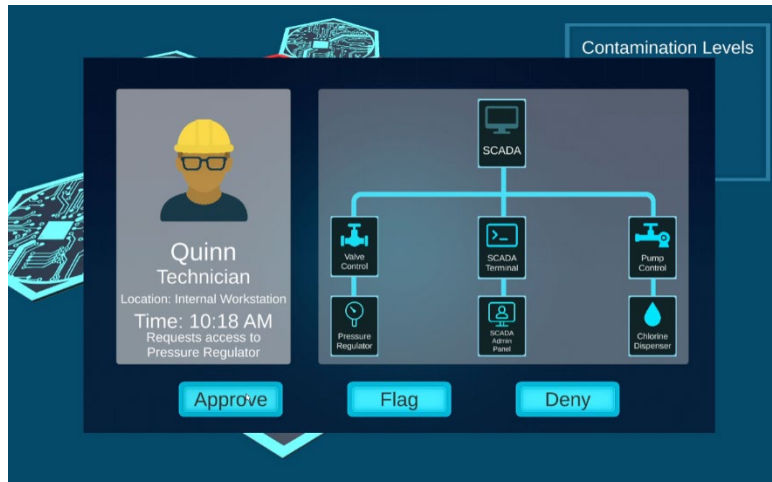 Contamination Levels
SCADA
Quinn
Technician
Location: Internal Workstation
Time: 10:18 AM
Requests access to
Pressure Regulator
Valve
Control
SCADA
Terminal
Pump
Control
Pressure
Regulator
SCADA
Admin
Panel
Chlorine
Dispenser
Approve
Flag
Deny